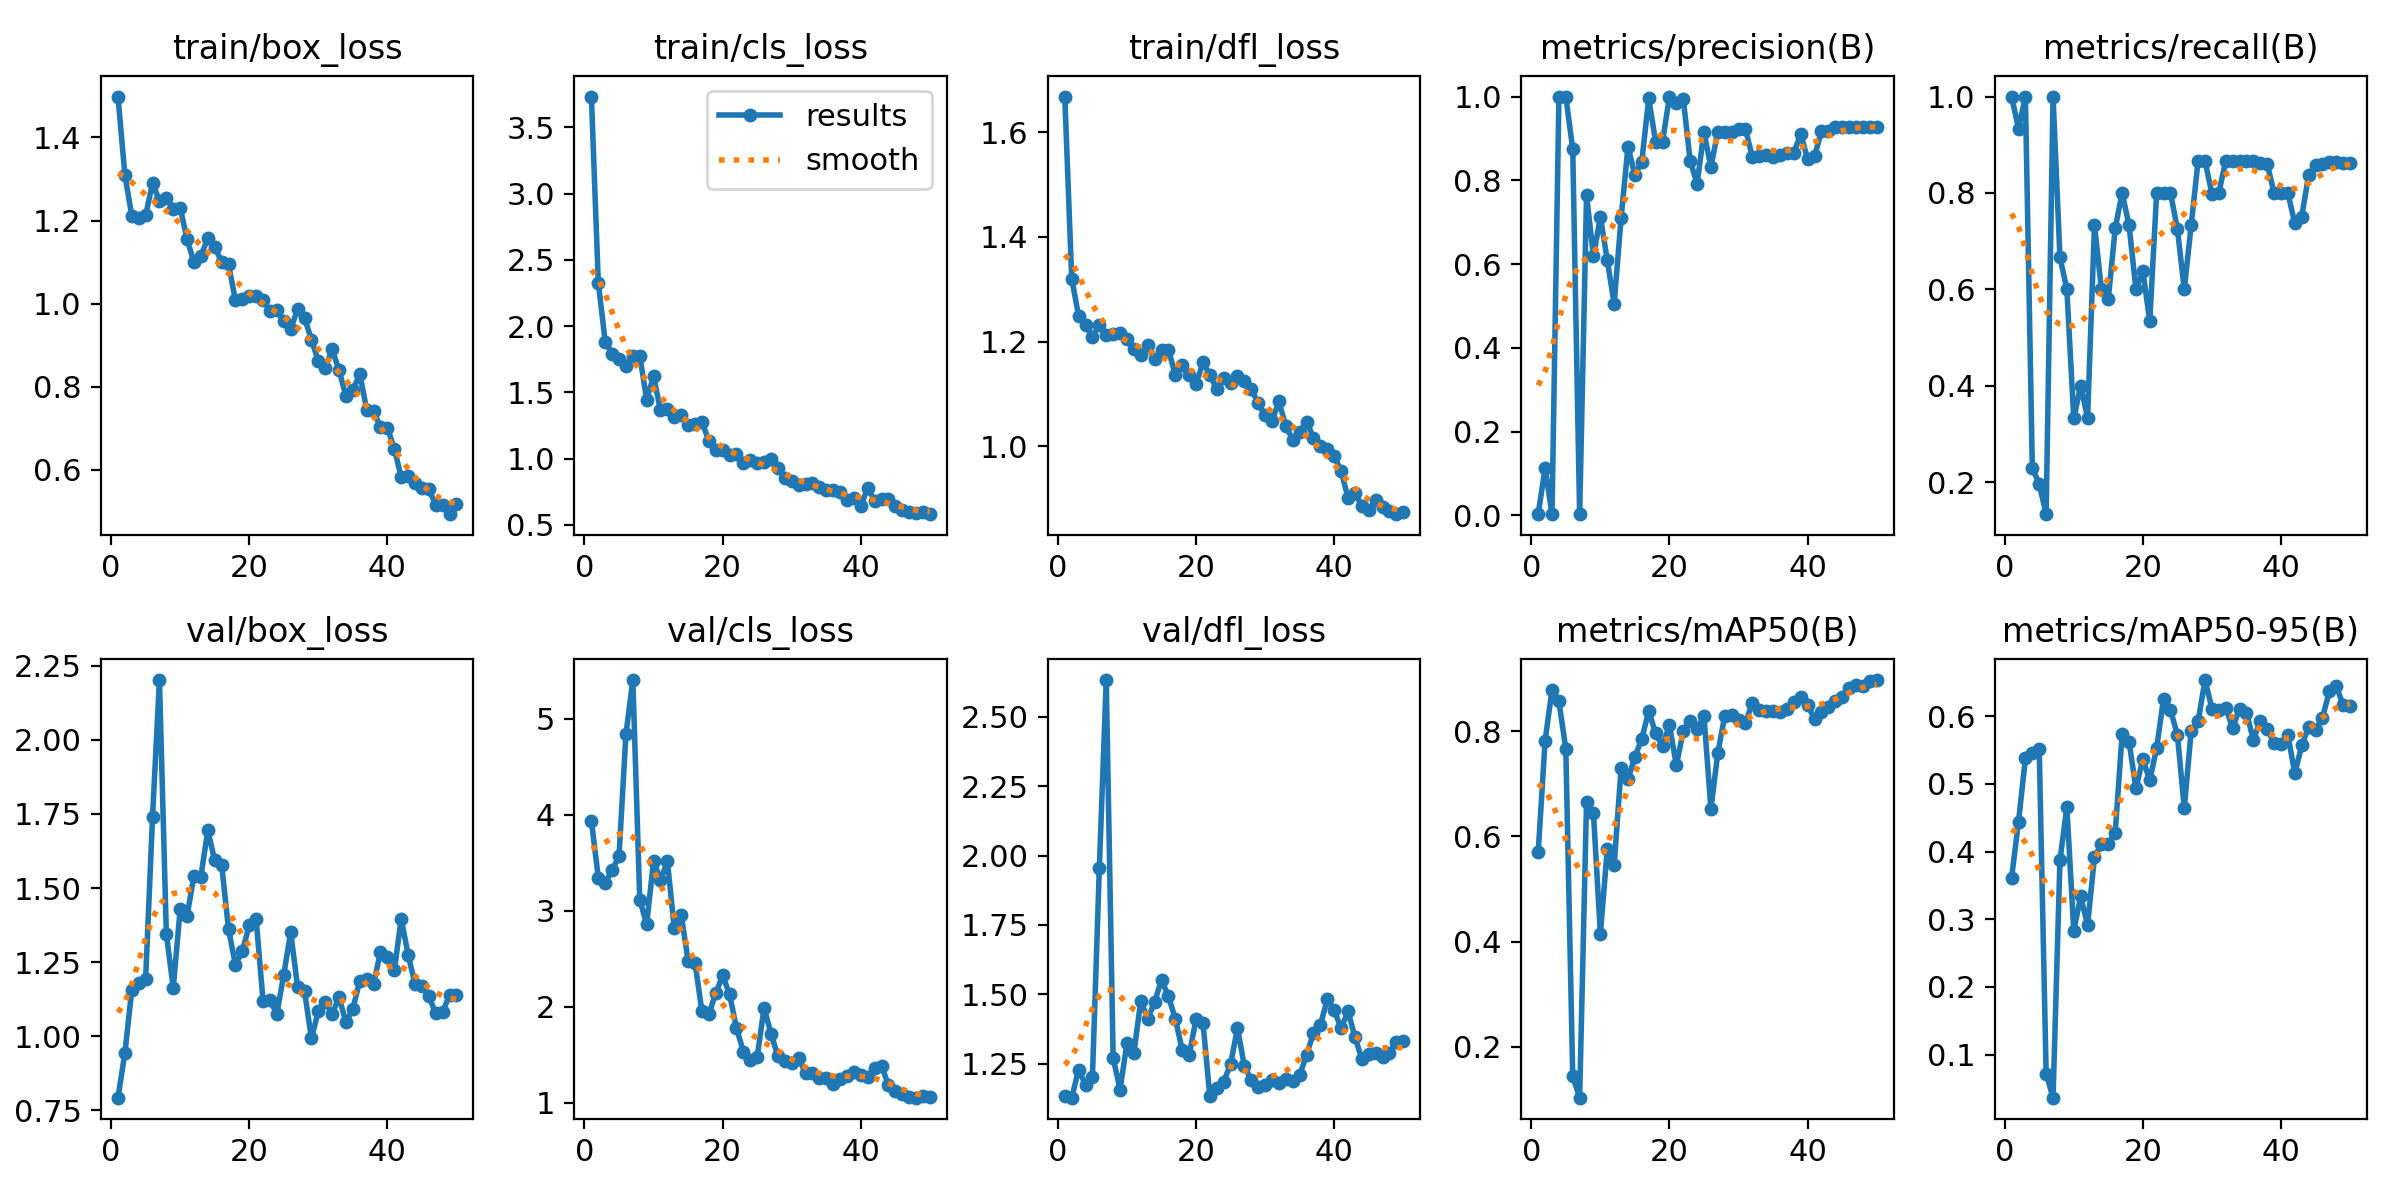 train/box_loss
1.4
1.2
1.0
0.8
0.6
0 20 40
train/cls_loss
results
smooth
3.5
3.0
2.5
2.0
1.5
1.0
0.5
0 20 40
train/dfl_loss
1.6
1.4
1.2
1.0
0 20 40
metrics/precision(B)
1.0
0.8
0.6
0.4
0.2
0.0
0 20 40
metrics/recall(B)
1.0
0.8
0.6
0.4
0.2
0 20 40
val/box_loss
2.25
2.00
1.75
1.50
1.25
1.00
0.75
0 20 40
val/cls_loss
5
4
3
2
1
0 20 40
val/dfl_loss
2.50
2.25
2.00
1.75
1.50
1.25
0 20 40
metrics/mAP50(B)
0.8
0.6
0.4
0.2
0 20 40
metrics/mAP50-95(B)
0.6
0.5
0.4
0.3
0.2
0.1
0 20 40